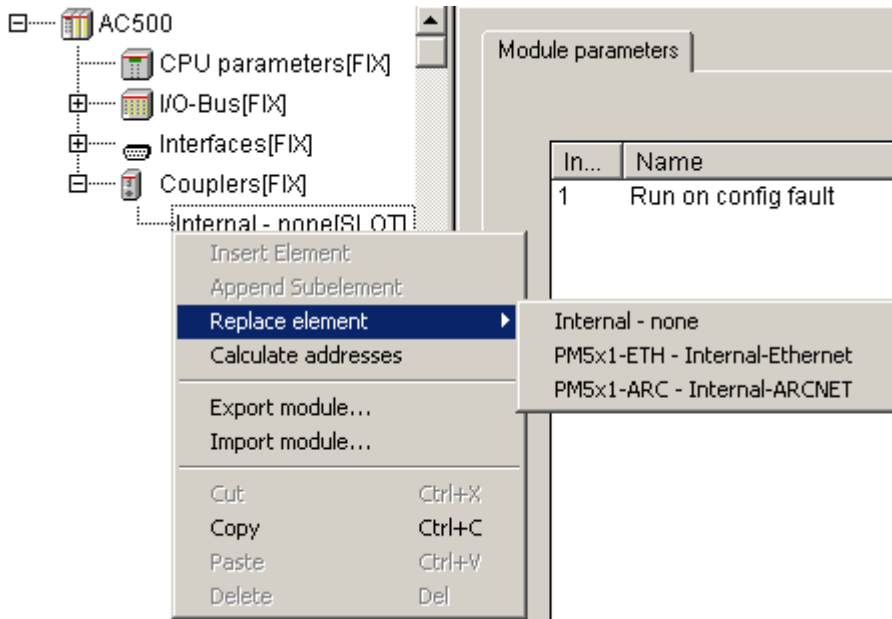 AC500
CPU parameters[FIX]
I/O-Bus[FIX]
Interfaces[FIX]
Couplers[FIX]
Internal - none[SLOT]
Insert Element
Append Subelement
Replace element
Calculate addresses
Export module...
Import module...
Cut Ctrl+X
Copy Ctrl+C
Paste Ctrl+V
Delete Del
Internal - none
PM5x1-ETH - Internal-Ethernet
PM5x1-ARC - Internal-ARCNET
Module parameters
In... Name
1 Run on config fault